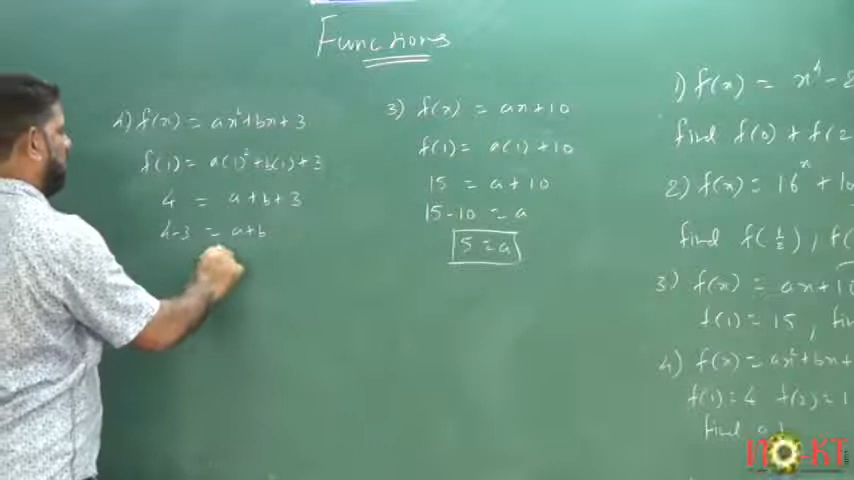 Functions
4) f(x) = ax²+bx+3
f(1) = a(1)²+b(1)+3
4 = a+b+3
4-3 = a+b
3) f(x) = ax+10
f(1) = a(1)+10
15 = a+10
15-10 = a
5 = a
1) f(x) = x⁴-
find f(0) + f(2
2) f(x) = 16ˣ + 10
find f(1/2), f(
3) f(x) = ax+10
f(1) = 15, fin
4) f(x) = ax²+bx+
f(1)=4 f(2)=1
find a